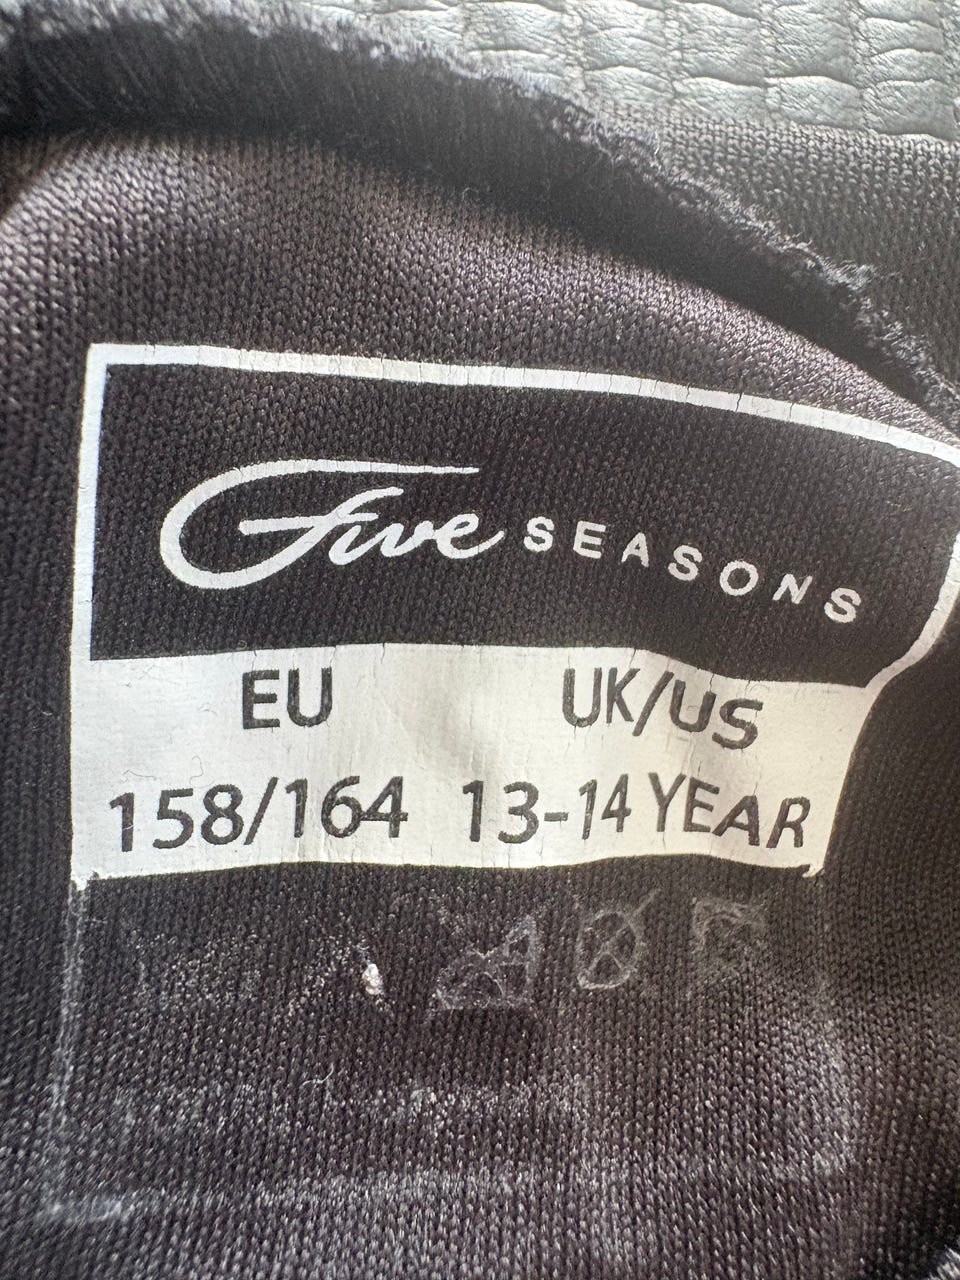 Five SEASONS
EU UK/US
158/164 13-14 YEAR